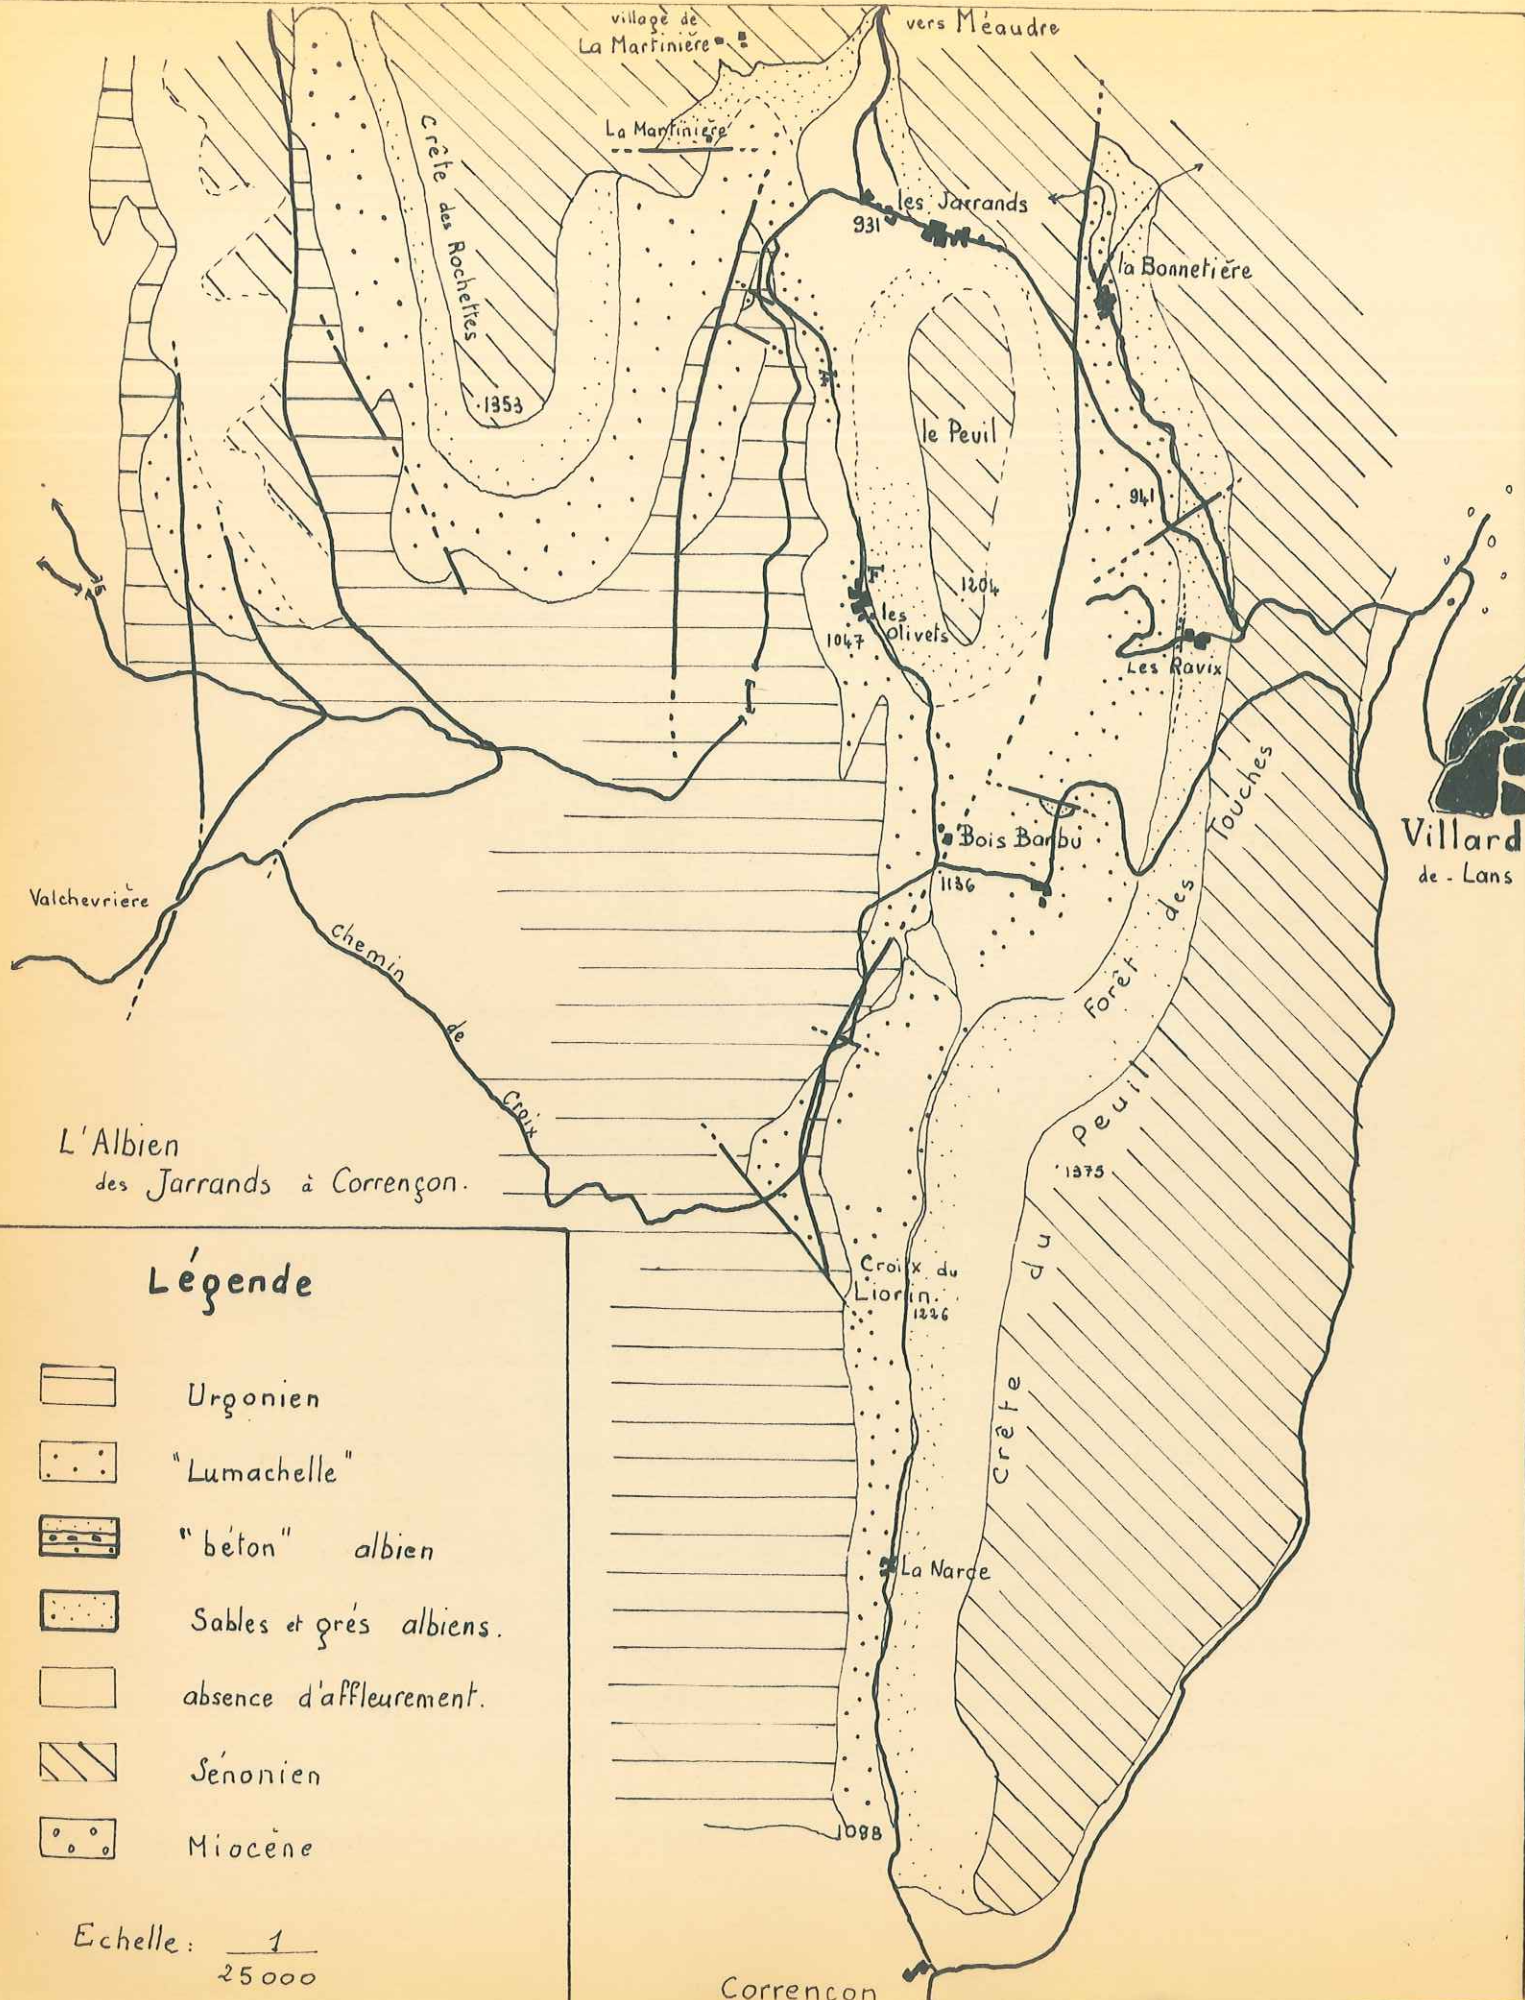 village de
La Martinière
vers Méaudre
La Martinière
Crête des Rochettes
les Jarrands
931
la Bonnetière
1353
le Peuil
941
1204
les
Olivets
1047
Les Ravix
Bois Barbu
1136
Villard
de - Lans
Valchevrière
chemin de Croix
Forêt des Touches
L'Albien
des Jarrands à Corrençon.
Crête du Peuil
1375
Croix du
Liorin.
1226
La Narce
1098
Corrençon
Légende
Urgonien
"Lumachelle"
"béton" albien
Sables et grés albiens.
absence d'affleurement.
Sénonien
Miocène
Echelle: 1
25000